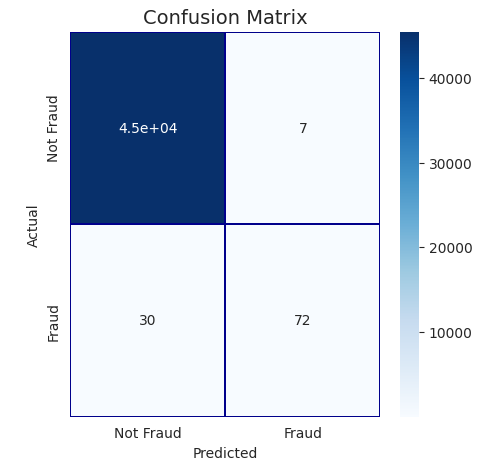 Confusion Matrix
40000
Not Fraud
4.5e+04
7
30000
Actual
20000
Fraud
30
72
10000
Not Fraud
Fraud
Predicted